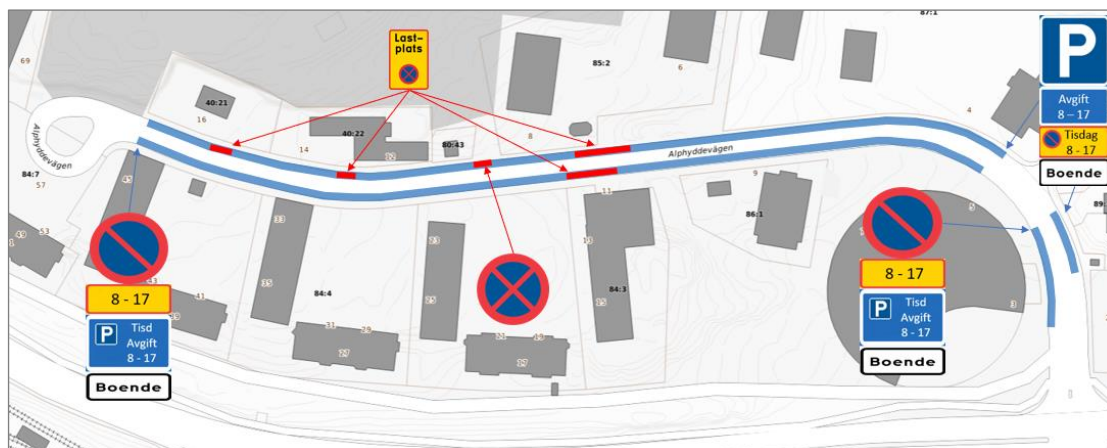 69
87:1
Last-
plats
85:2
6
P
4
Avgift
8 – 17
Tisdag
8 - 17
Boende
40:21
16
40:22
14
12
80:43
8
Alphyddevägen
Alphyddevägen
84:7
57
45
9
11
86:1
5
33
23
13
49
53
43
41
39
35
25
84:4
84:3
15
3
31
29
27
21
19
17
8 - 17
P Tisd
Avgift
8 - 17
Boende
8 - 17
P Tisd
Avgift
8 - 17
Boende